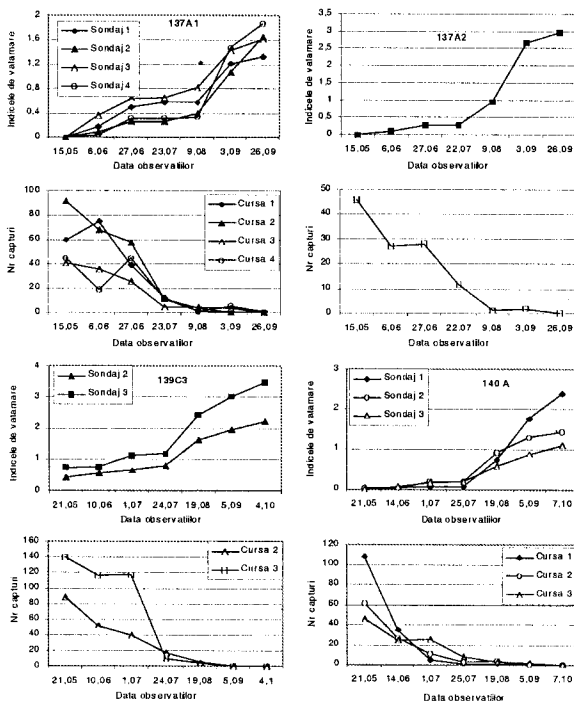 137A1
Indicele de valamare
1,6
1,2
0,8
0,4
0
Sondaj 1
Sondaj 2
Sondaj 3
Sondaj 4
15,05 6,06 27,06 23,07 9,08 3,09 26,09
Data observatiilor
137A2
Indicele de valamare
3,5
3
2,5
2
1,5
1
0,5
0
15,05 6,06 27,06 22,07 9,08 3,09 26,09
Data observatiilor
Nr capturi
100
80
60
40
20
0
Cursa 1
Cursa 2
Cursa 3
Cursa 4
15,05 6,06 27,06 23,07 9,08 3,09 26,09
Nr capturi
50
40
30
20
10
0
15,05 6,06 27,06 22,07 9,08 3,09 26,09
139C3
Indicele de valamare
4
3
2
1
0
Sondaj 2
Sondaj 3
21,05 10,06 1,07 24,07 19,08 5,09 4,10
Data observatiilor
140 A
Indicele de valamare
3
2
1
0
Sondaj 1
Sondaj 2
Sondaj 3
21,05 14,06 1,07 25,07 19,08 5,09 7,10
Data observatiilor
Nr capturi
160
140
120
100
80
60
40
20
0
Cursa 2
Cursa 3
21,05 10,06 1,07 24,07 19,08 5,09 4,1
Data observatiilor
Nr capturi
120
100
80
60
40
20
0
Cursa 1
Cursa 2
Cursa 3
21,05 14,06 1,07 25,07 19,08 5,09 7,10
Data observatiilor